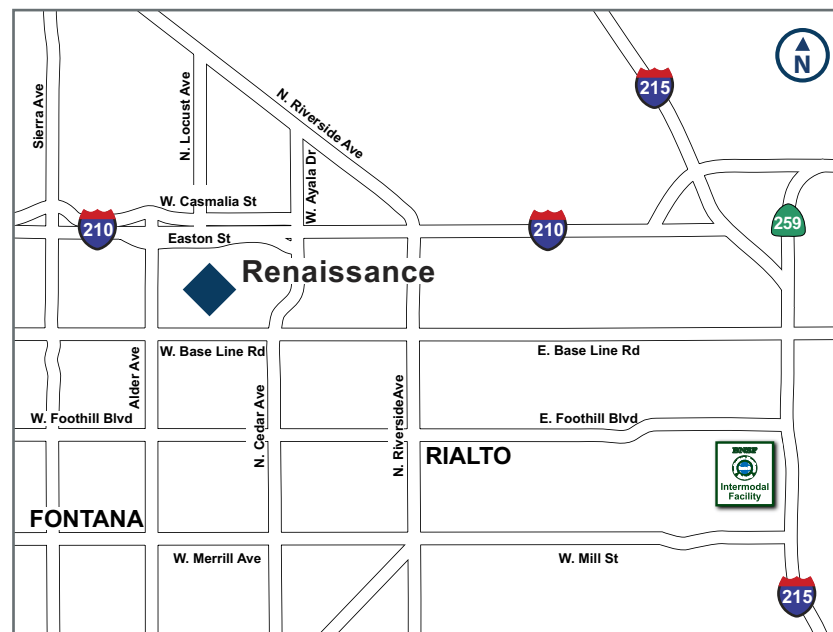 N
215
Sierra Ave
N. Locust Ave
N. Riverside Ave
W. Ayala Dr
W. Casmalia St
210
Easton St
210
259
Renaissance
W. Base Line Rd
E. Base Line Rd
Alder Ave
N. Cedar Ave
N. RiversideAve
W. Foothill Blvd
E. Foothill Blvd
RIALTO
BNSF
Intermodal
Facility
FONTANA
W. Merrill Ave
W. Mill St
215